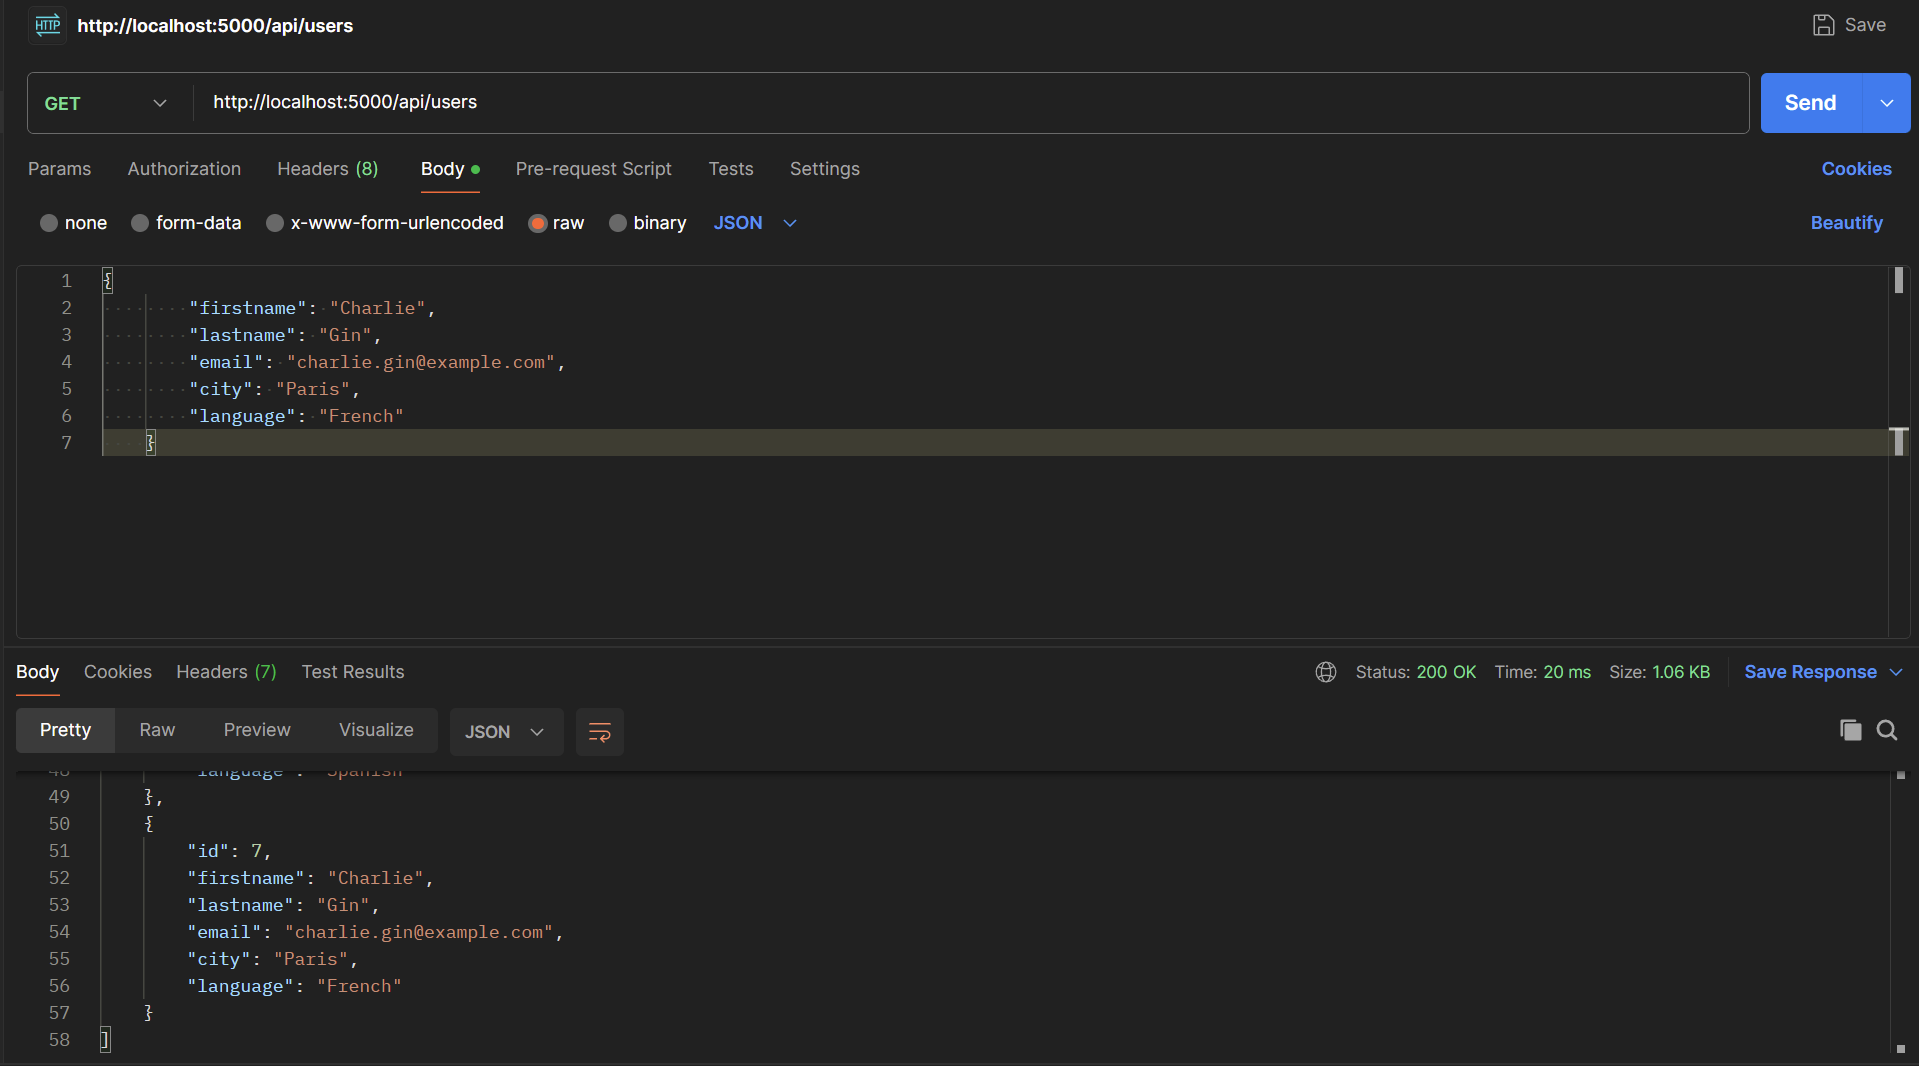 HTTP http://localhost:5000/api/users Save
GET http://localhost:5000/api/users Send
Params Authorization Headers (8) Body Pre-request Script Tests Settings Cookies
none form-data x-www-form-urlencoded raw binary JSON Beautify
1 {
2 "firstname": "Charlie",
3 "lastname": "Gin",
4 "email": "charlie.gin@example.com",
5 "city": "Paris",
6 "language": "French"
7 }
Body Cookies Headers (7) Test Results Status: 200 OK Time: 20 ms Size: 1.06 KB Save Response
Pretty Raw Preview Visualize JSON
48 "language": "Spanish"
49 },
50 {
51 "id": 7,
52 "firstname": "Charlie",
53 "lastname": "Gin",
54 "email": "charlie.gin@example.com",
55 "city": "Paris",
56 "language": "French"
57 }
58 ]